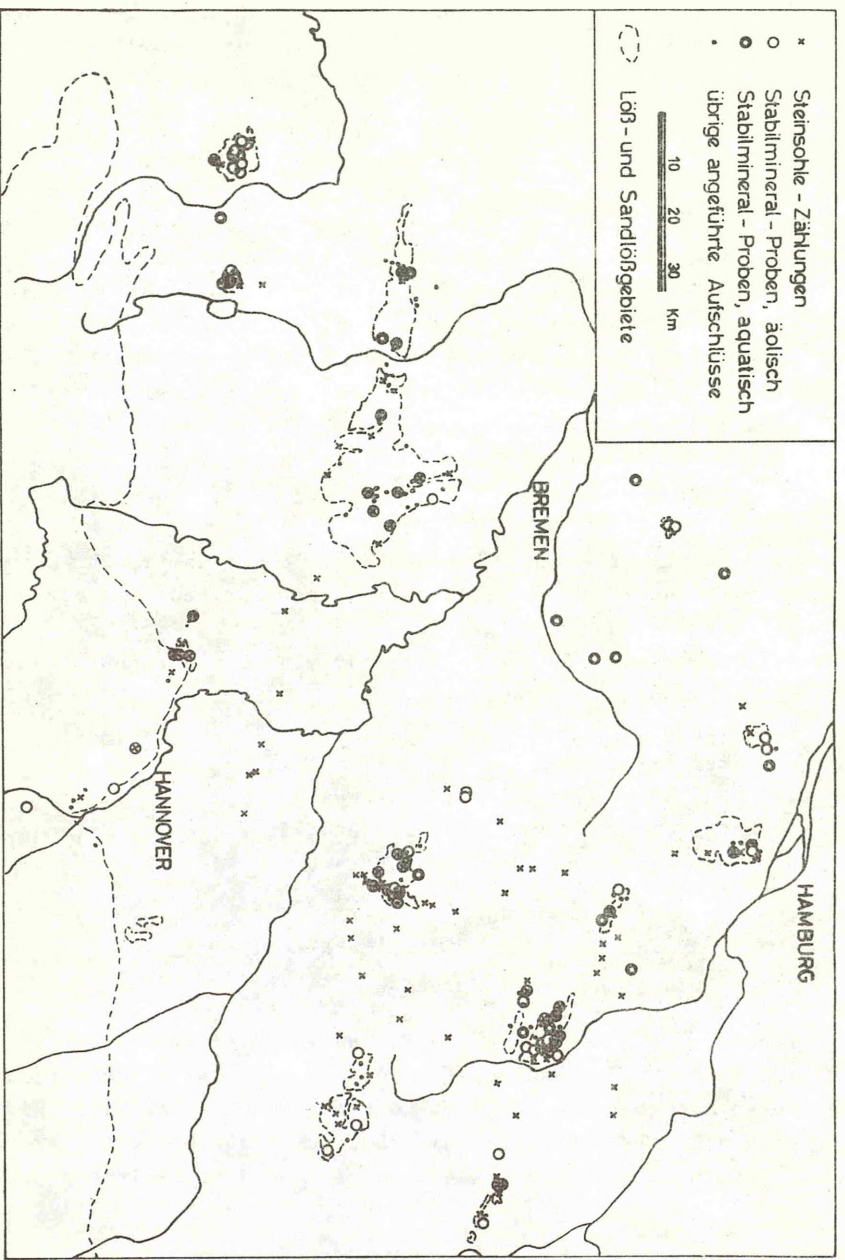 x Steinsohle - Zählungen
o Stabilmineral - Proben, äolisch
Stabilmineral - Proben, aquatisch
übrige angeführte Aufschlüsse
10 20 30 Km
Löß- und Sandlößgebiete
HAMBURG
BREMEN
HANNOVER